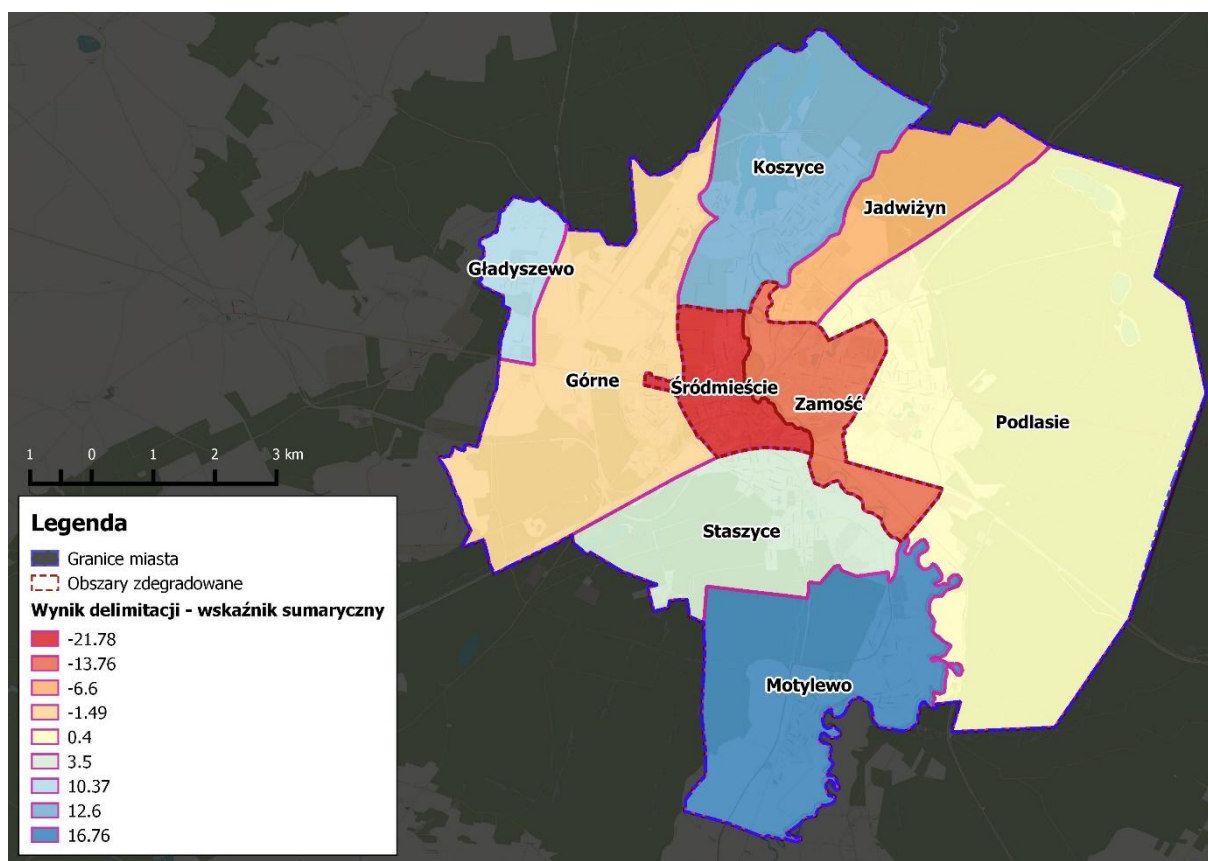 Koszyce
Jadwiżyn
Gładyszewo
Górne
Śródmieście
Zamość
Podlasie
Staszyce
Motylewo
1 0 1 2 3 km
Legenda
Granice miasta
Obszary zdegradowane
Wynik delimitacji - wskaźnik sumaryczny
-21.78
-13.76
-6.6
-1.49
0.4
3.5
10.37
12.6
16.76